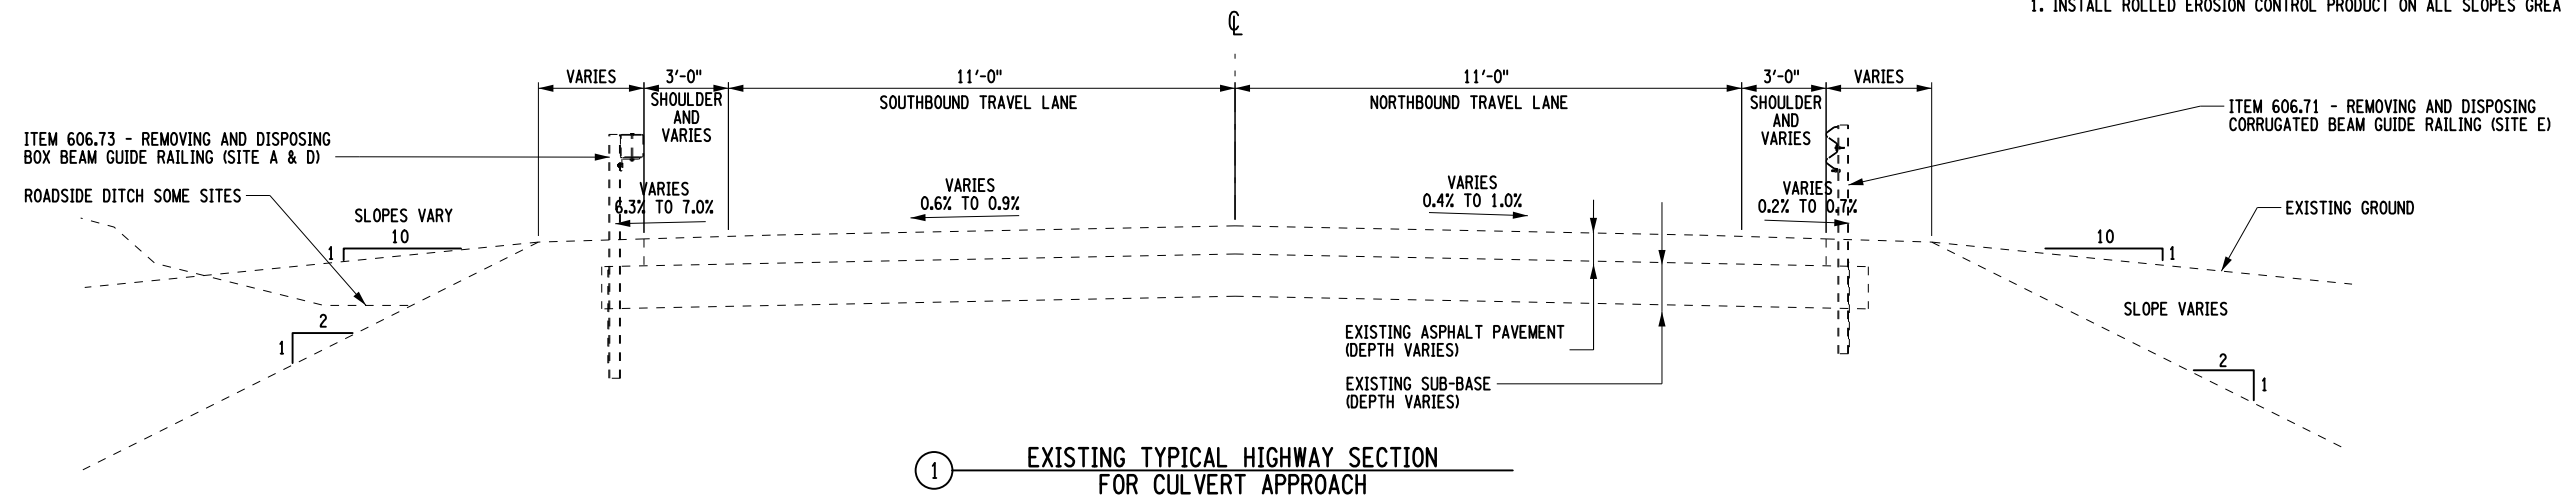 1. INSTALL ROLLED EROSION CONTROL PRODUCT ON ALL SLOPES GREA
℄
VARIES
3'-0"
11'-0"
11'-0"
3'-0"
VARIES
SHOULDER
AND
VARIES
SOUTHBOUND TRAVEL LANE
NORTHBOUND TRAVEL LANE
SHOULDER
AND
VARIES
ITEM 606.73 - REMOVING AND DISPOSING
BOX BEAM GUIDE RAILING (SITE A & D)
ITEM 606.71 - REMOVING AND DISPOSING
CORRUGATED BEAM GUIDE RAILING (SITE E)
ROADSIDE DITCH SOME SITES
VARIES
6.3% TO 7.0%
VARIES
0.6% TO 0.9%
VARIES
0.4% TO 1.0%
VARIES
0.2% TO 0.7%
EXISTING GROUND
SLOPES VARY
10
1
10
1
2
1
SLOPE VARIES
2
1
EXISTING ASPHALT PAVEMENT
(DEPTH VARIES)
EXISTING SUB-BASE
(DEPTH VARIES)
1
EXISTING TYPICAL HIGHWAY SECTION
FOR CULVERT APPROACH